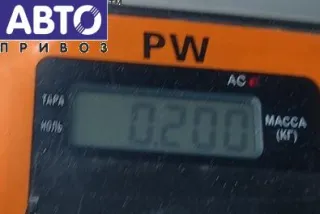 АВТО
ПРИВОЗ
PW
AC
ТАРА
НОЛЬ
0.200
МАССА
(КГ)